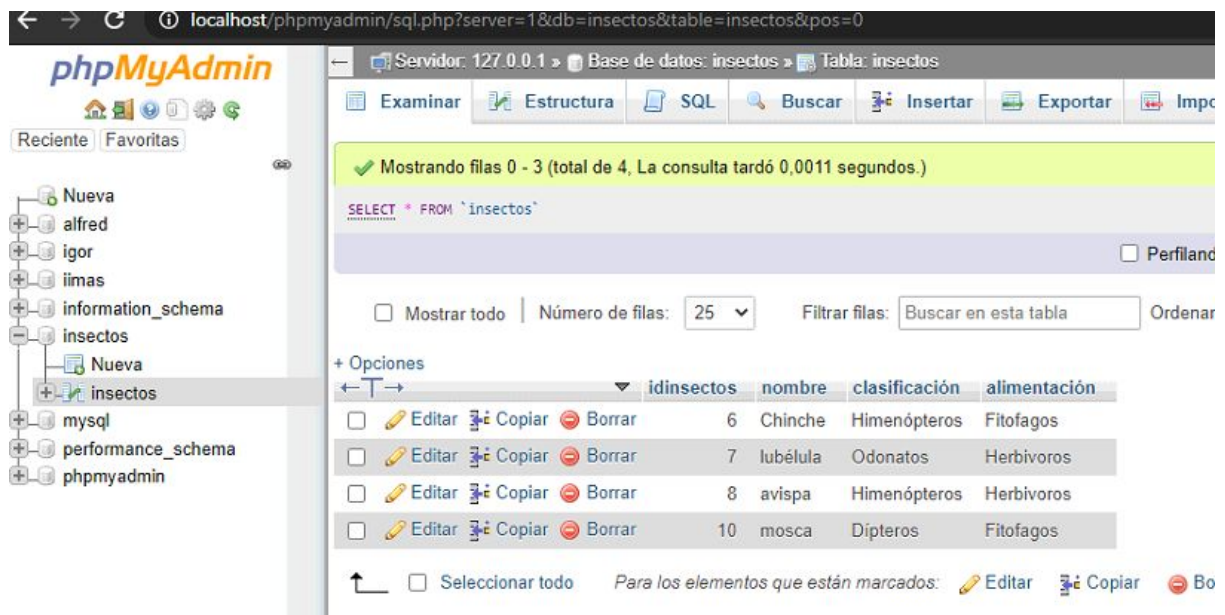 localhost/phpmyadmin/sql.php?server=1&db=insectos&table=insectos&pos=0
phpMyAdmin
Reciente Favoritas
Nueva
alfred
igor
iimas
information_schema
insectos
Nueva
insectos
mysql
performance_schema
phpmyadmin
Servidor: 127.0.0.1 » Base de datos: insectos » Tabla: insectos
Examinar Estructura SQL Buscar Insertar Exportar Impo
Mostrando filas 0 - 3 (total de 4, La consulta tardó 0,0011 segundos.)
SELECT * FROM `insectos`
Perfiland
Mostrar todo Número de filas: 25 Filtrar filas: Buscar en esta tabla Ordenar
+ Opciones
←T→ idinsectos nombre clasificación alimentación
Editar Copiar Borrar 6 Chinche Himenópteros Fitofagos
Editar Copiar Borrar 7 lubélula Odonatos Herbivoros
Editar Copiar Borrar 8 avispa Himenópteros Herbivoros
Editar Copiar Borrar 10 mosca Dípteros Fitofagos
Seleccionar todo Para los elementos que están marcados: Editar Copiar Bo